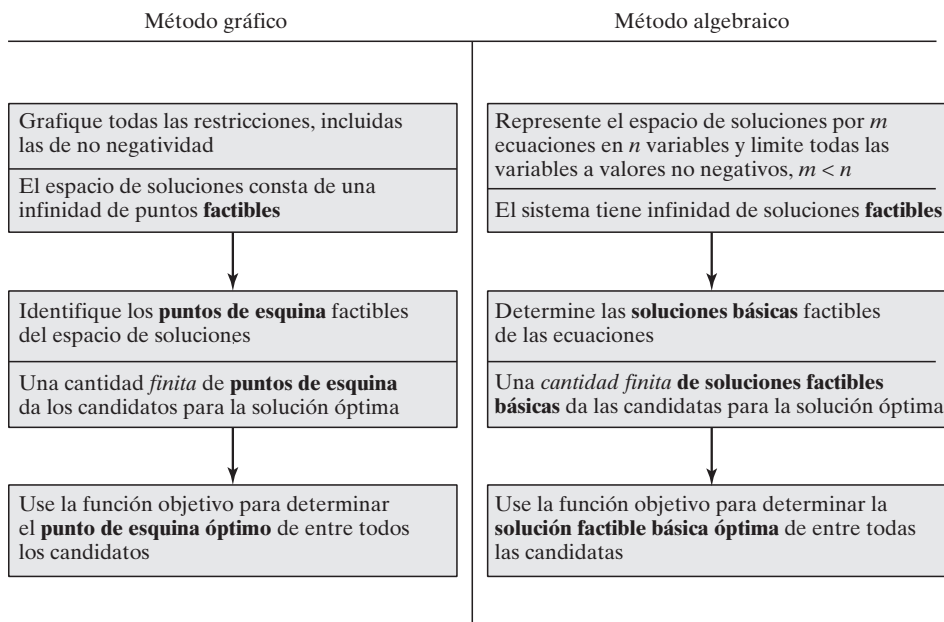 Método gráfico
Grafique todas las restricciones, incluidas
las de no negatividad
El espacio de soluciones consta de una
infinidad de puntos factibles
Identifique los puntos de esquina factibles
del espacio de soluciones
Una cantidad finita de puntos de esquina
da los candidatos para la solución óptima
Use la función objetivo para determinar
el punto de esquina óptimo de entre todos
los candidatos
Método algebraico
Represente el espacio de soluciones por m
ecuaciones en n variables y limite todas las
variables a valores no negativos, m < n
El sistema tiene infinidad de soluciones factibles
Determine las soluciones básicas factibles
de las ecuaciones
Una cantidad finita de soluciones factibles
básicas da las candidatas para la solución óptima
Use la función objetivo para determinar la
solución factible básica óptima de entre todas
las candidatas